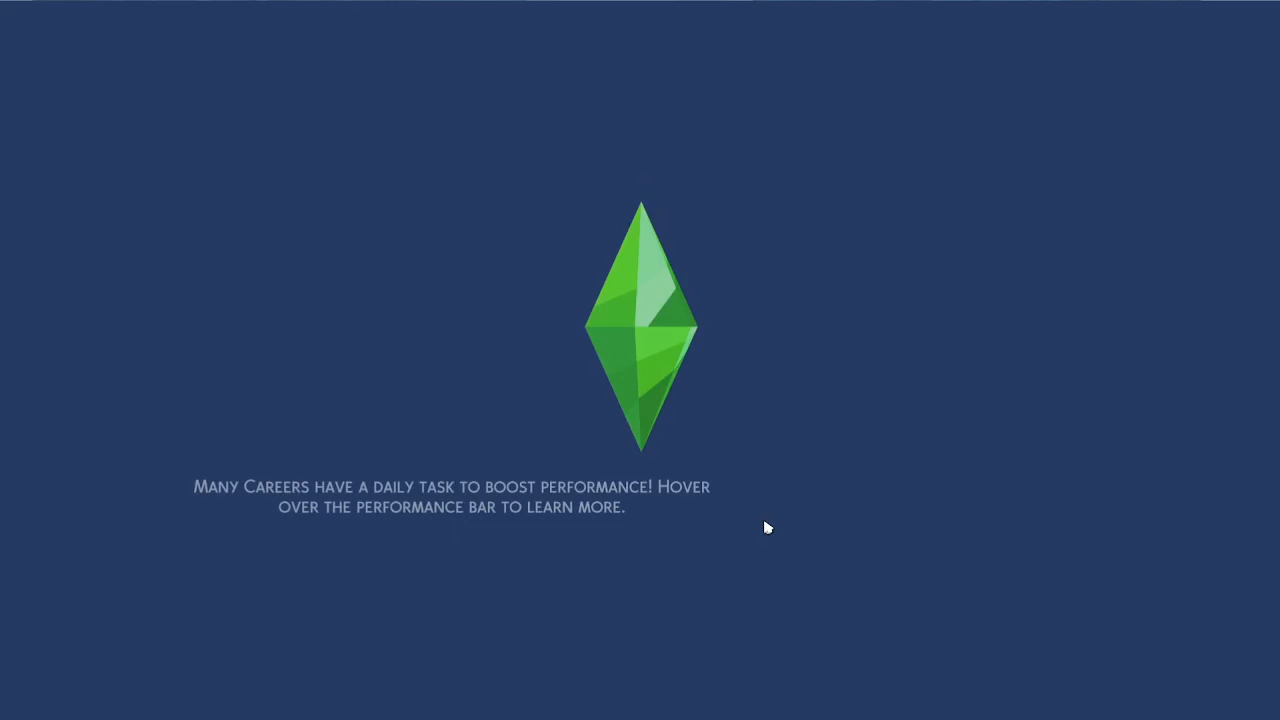 Many Careers have a daily task to boost performance! Hover
over the performance bar to learn more.